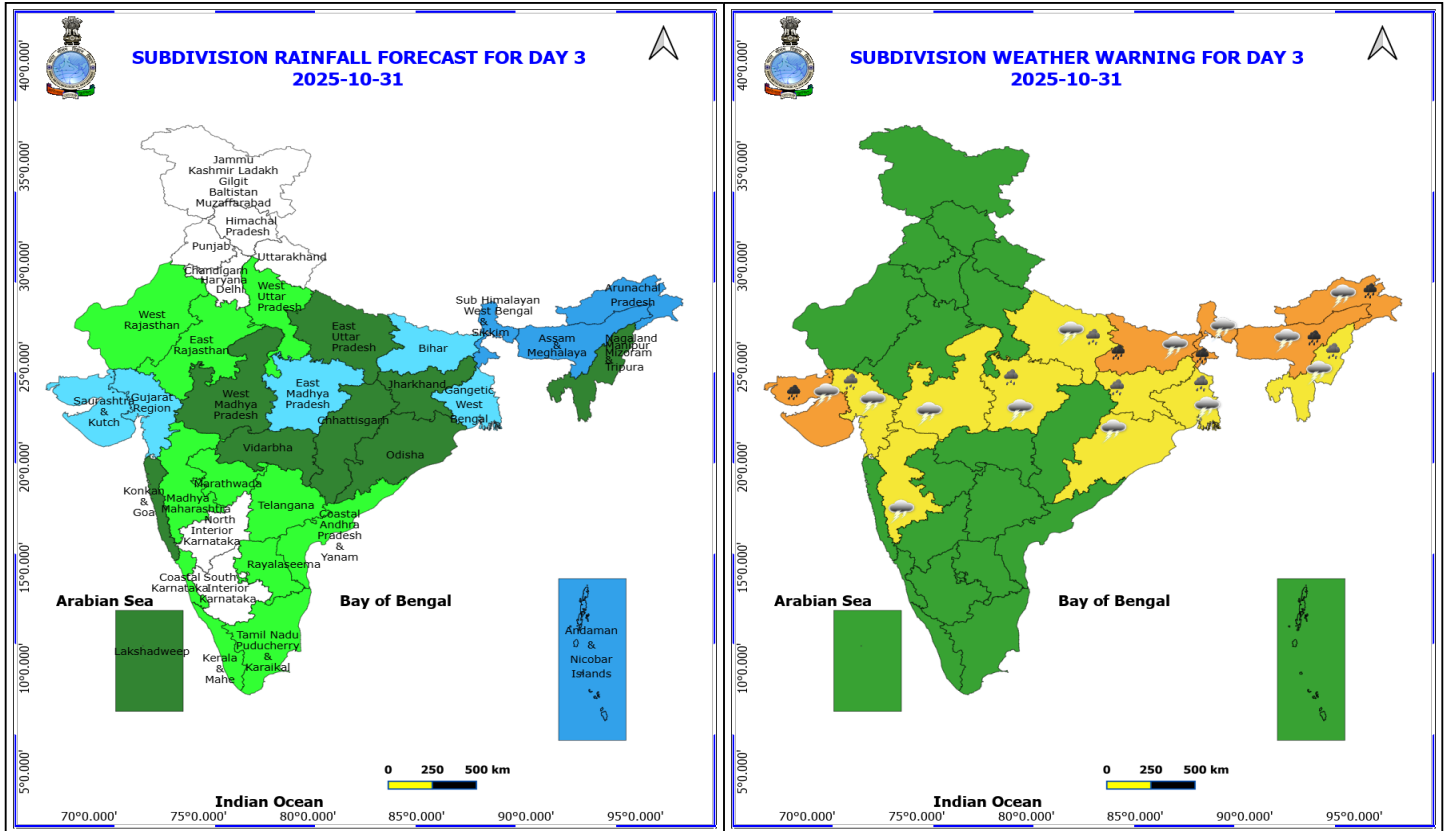 SUBDIVISION RAINFALL FORECAST FOR DAY 3
2025-10-31
40°0.000'
35°0.000'
30°0.000'
25°0.000'
20°0.000'
15°0.000'
10°0.000'
5°0.000'
Jammu
Kashmir Ladakh
Gilgit
Baltistan
Muzaffarabad
Himachal
Pradesh
Punjab
Uttarakhand
Chandigarh
Haryana
Delhi
West
Uttar
Pradesh
West
Rajasthan
East
Rajasthan
East
Uttar
Pradesh
Bihar
Sub Himalayan
West Bengal
&
Sikkim
Arunachal
Pradesh
Assam
&
Meghalaya
Nagaland
Manipur
Mizoram
&
Tripura
Saurashtra
&
Kutch
Gujarat
Region
West
Madhya
Pradesh
East
Madhya
Pradesh
Jharkhand
Gangetic
West
Bengal
Chhattisgarh
Vidarbha
Odisha
Konkan
&
Goa
Madhya
Maharashtra
Marathwada
Telangana
North
Interior
Karnataka
Coastal
Andhra
Pradesh
&
Yanam
Rayalaseema
Coastal
Karnataka
South
Interior
Karnataka
Arabian Sea
Bay of Bengal
Lakshadweep
Kerala
&
Mahe
Tamil Nadu
Puducherry
&
Karaikal
Andaman
&
Nicobar
Islands
0 250 500 km
Indian Ocean
70°0.000' 75°0.000' 80°0.000' 85°0.000' 90°0.000' 95°0.000'
SUBDIVISION WEATHER WARNING FOR DAY 3
2025-10-31
40°0.000'
35°0.000'
30°0.000'
25°0.000'
20°0.000'
15°0.000'
10°0.000'
5°0.000'
Arabian Sea
Bay of Bengal
0 250 500 km
Indian Ocean
70°0.000' 75°0.000' 80°0.000' 85°0.000' 90°0.000' 95°0.000'